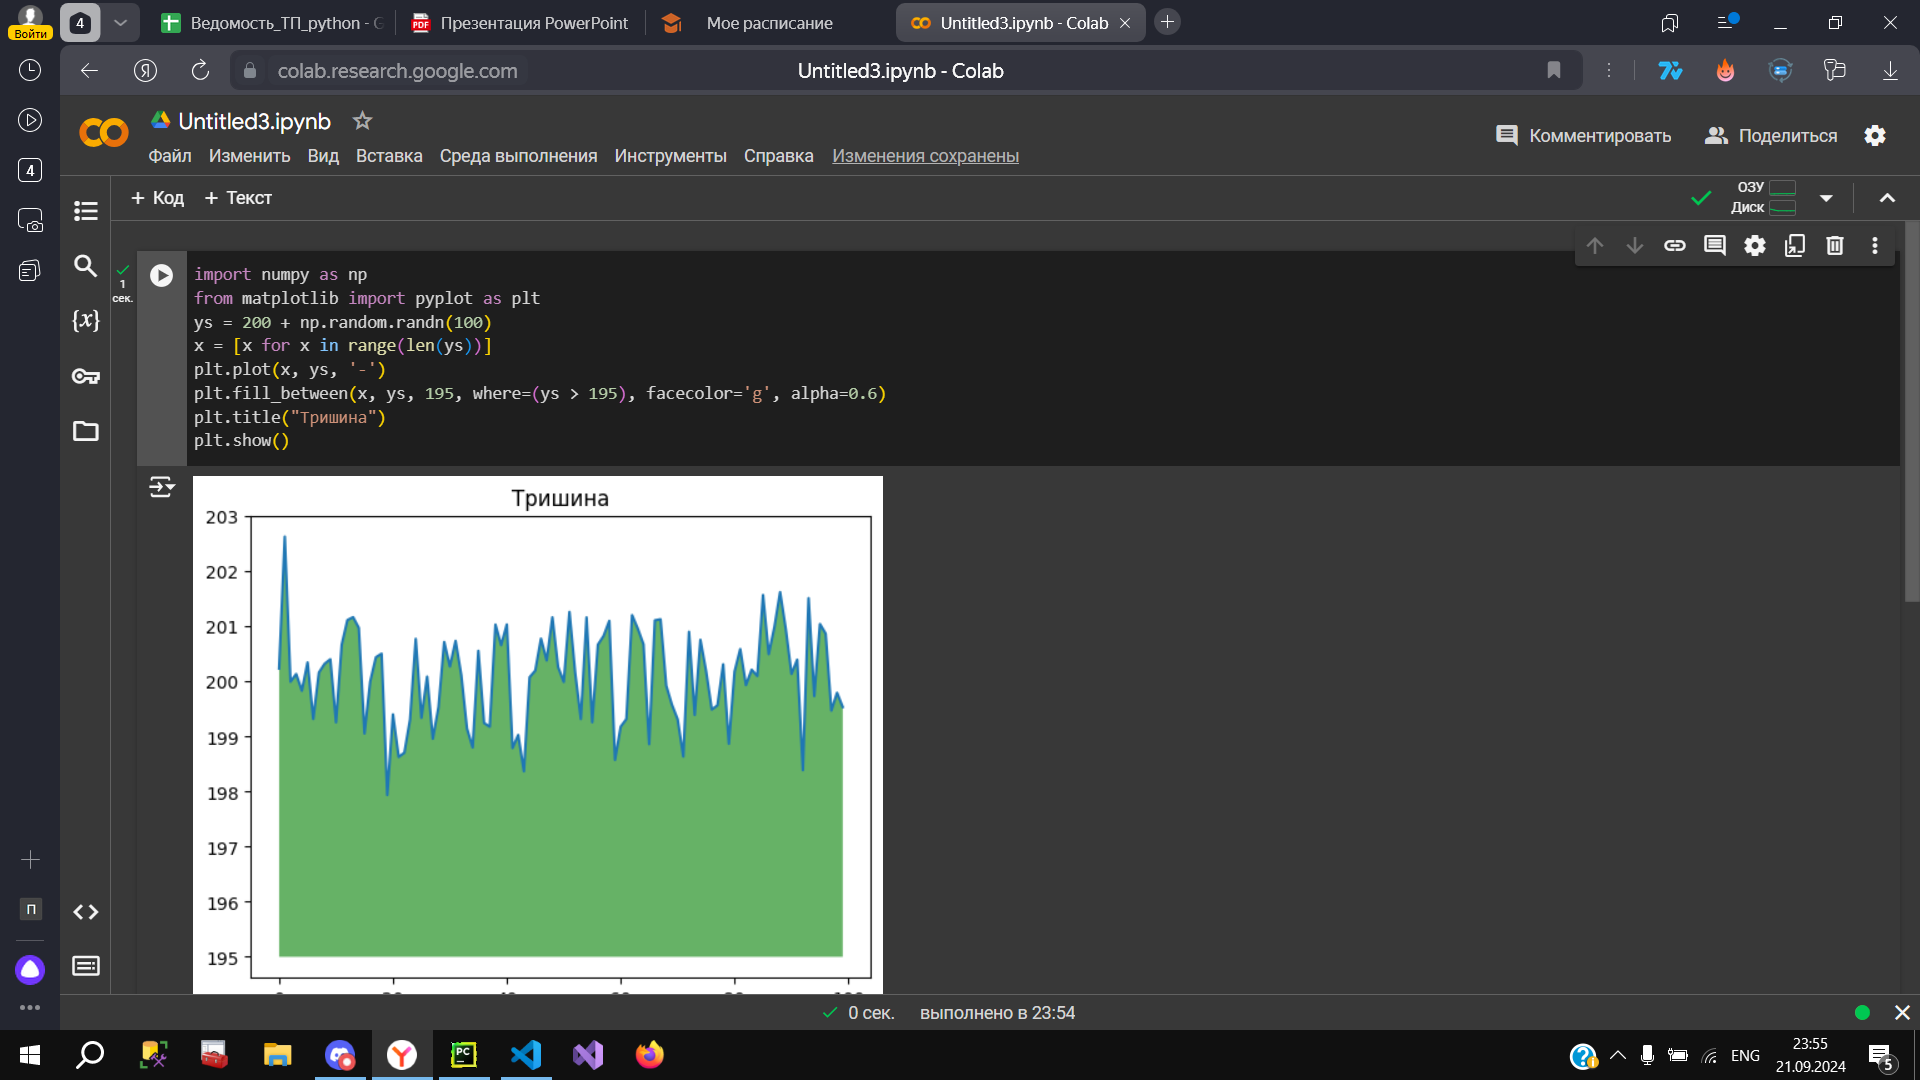 4
Ведомость_ТП_python - G
Презентация PowerPoint
Мое расписание
Untitled3.ipynb - Colab
Войти
colab.research.google.com
Untitled3.ipynb - Colab
Untitled3.ipynb
Комментировать
Поделиться
Файл Изменить Вид Вставка Среда выполнения Инструменты Справка Изменения сохранены
4
+ Код + Текст
ОЗУ
Диск
1
сек.
import numpy as np
from matplotlib import pyplot as plt
ys = 200 + np.random.randn(100)
x = [x for x in range(len(ys))]
plt.plot(x, ys, '-')
plt.fill_between(x, ys, 195, where=(ys > 195), facecolor='g', alpha=0.6)
plt.title("Тришина")
plt.show()
{x}
Тришина
203
202
201
200
199
198
197
196
195
П
0 сек. выполнено в 23:54
PC
ENG
23:55
21.09.2024
5